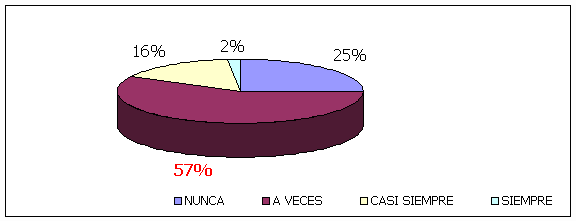 2%
16%
25%
57%
NUNCA A VECES CASI SIEMPRE SIEMPRE